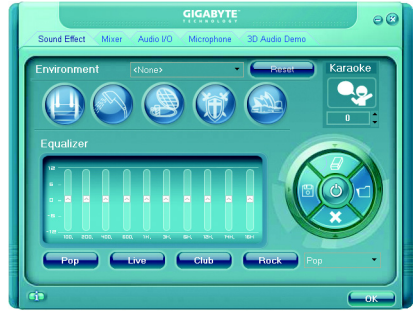 GIGABYTE
TECHNOLOGY
Sound Effect Mixer Audio I/O Microphone 3D Audio Demo
Environment <None> Reset Karaoke
0
Equalizer
Pop Live Club Rock Pop
OK